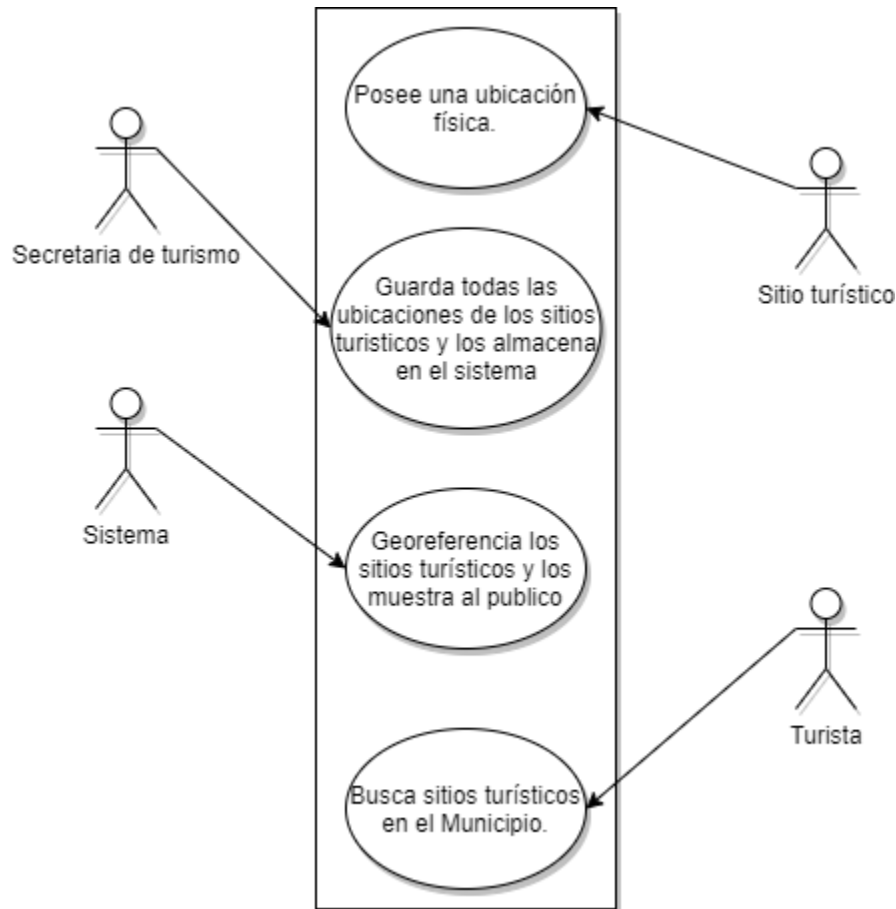 Posee una ubicación
física.
Secretaria de turismo
Sitio turístico
Guarda todas las
ubicaciones de los sitios
turisticos y los almacena
en el sistema
Sistema
Georeferencia los
sitios turísticos y los
muestra al publico
Turista
Busca sitios turísticos
en el Municipio.